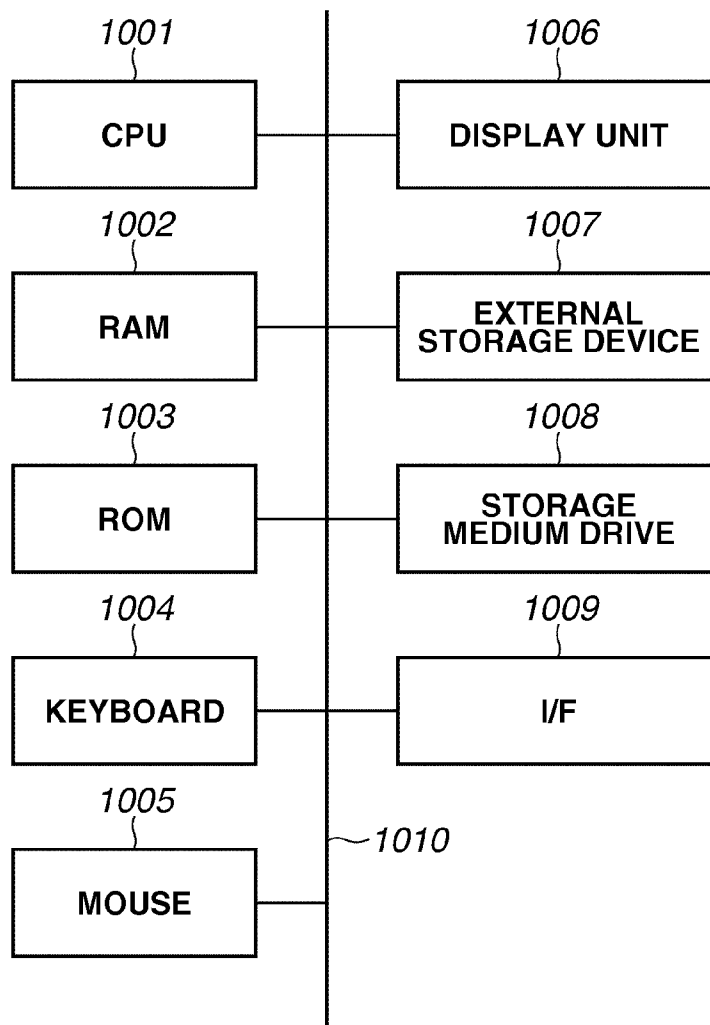 1001
CPU
1006
DISPLAY UNIT
1002
RAM
1007
EXTERNAL
STORAGE DEVICE
1003
ROM
1008
STORAGE
MEDIUM DRIVE
1004
KEYBOARD
1009
I/F
1005
MOUSE
1010